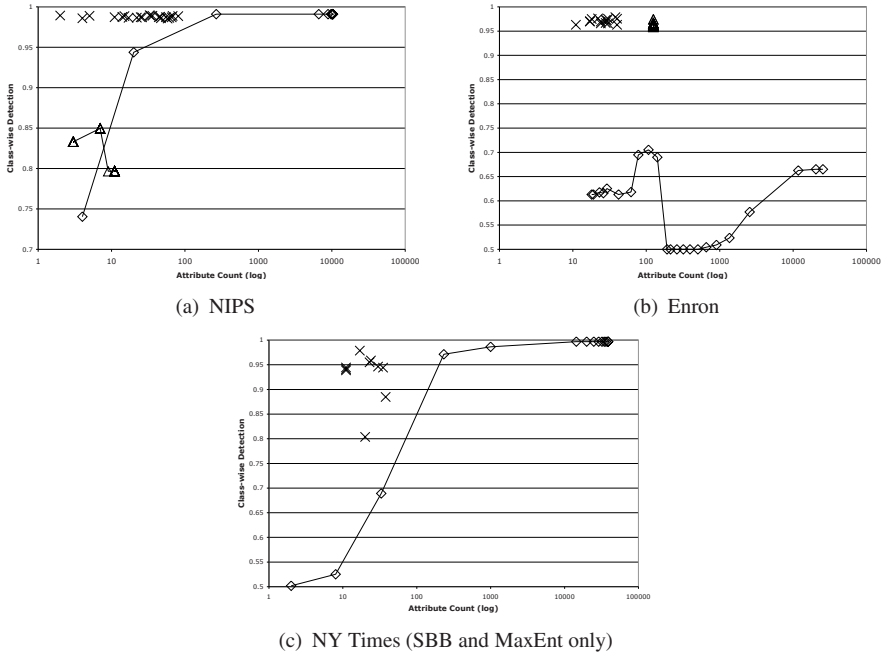 1
0.95
0.9
0.85
0.8
0.75
0.7
Class-wise Detection
1 10 100 1000 10000 100000
Attribute Count (log)
(a) NIPS
1
0.95
0.9
0.85
0.8
0.75
0.7
0.65
0.6
0.55
0.5
Class-wise Detection
1 10 100 1000 10000 100000
Attribute Count (log)
(b) Enron
1
0.95
0.9
0.85
0.8
0.75
0.7
0.65
0.6
0.55
0.5
Class-wise Detection
1 10 100 1000 10000 100000
Attribute Count (log)
(c) NY Times (SBB and MaxEnt only)